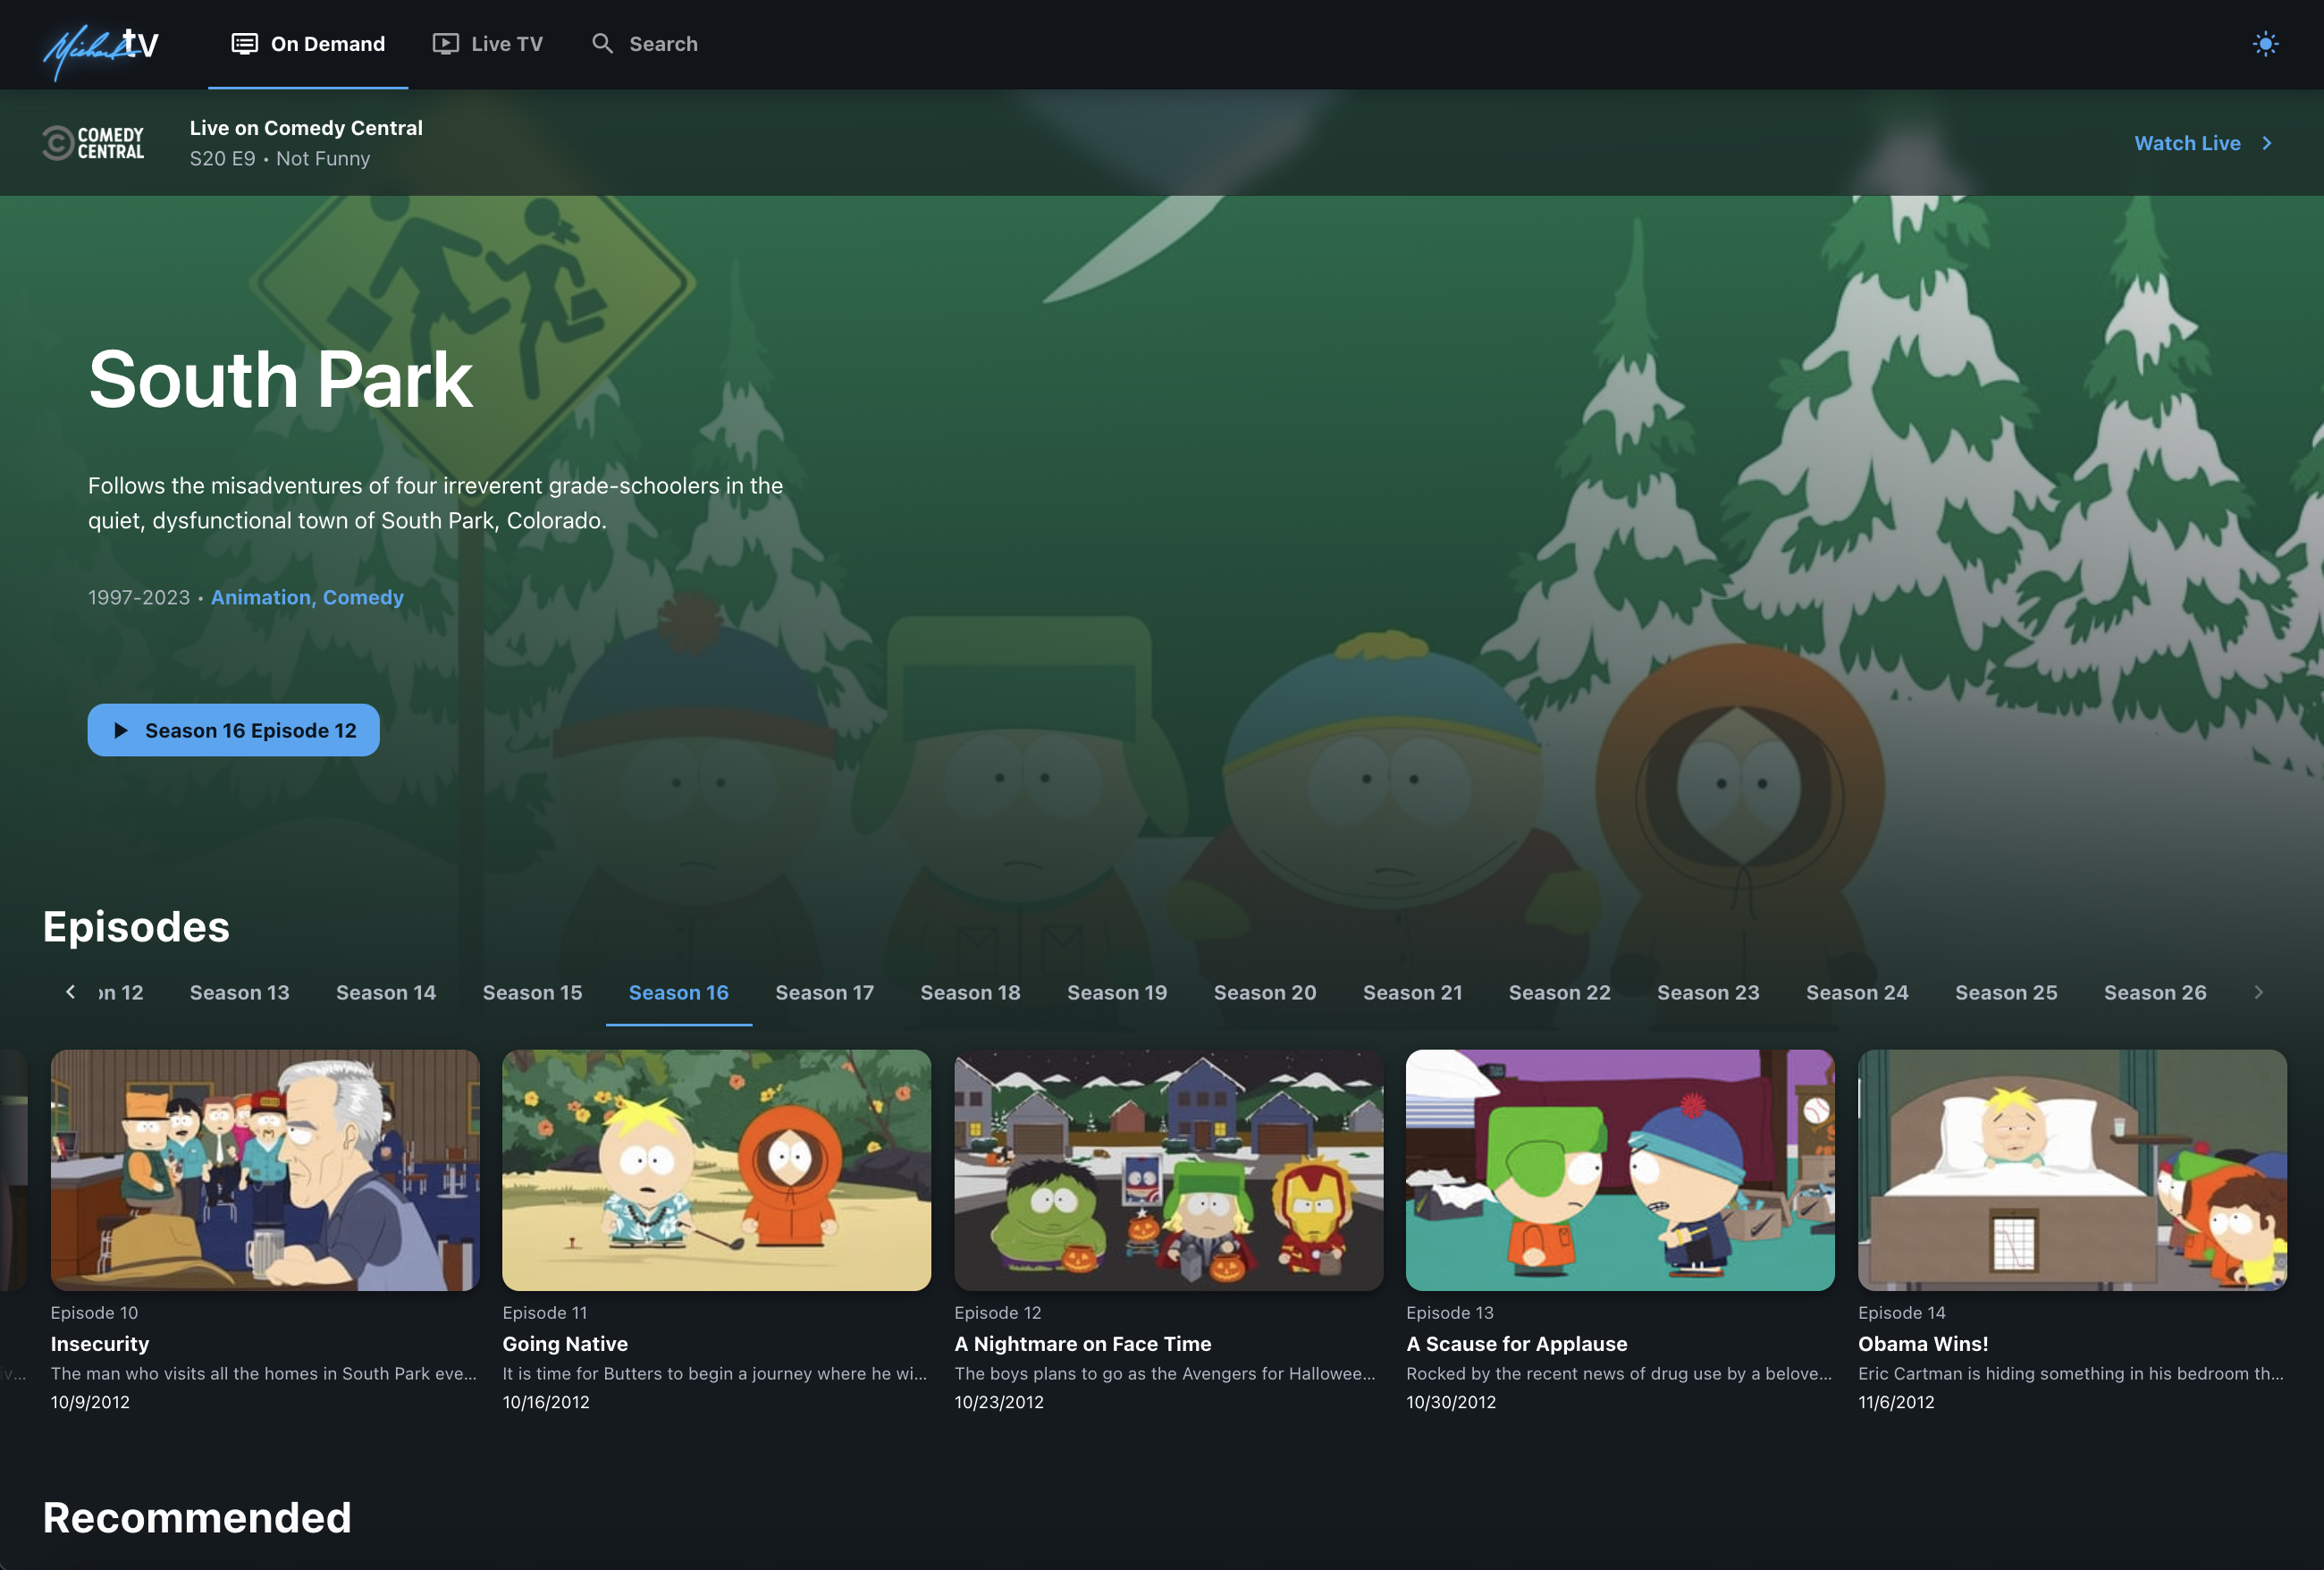 Michael's tv
On Demand
Live TV
Search
COMEDY
CENTRAL
Live on Comedy Central
S20 E9 • Not Funny
Watch Live
South Park
Follows the misadventures of four irreverent grade-schoolers in the
quiet, dysfunctional town of South Park, Colorado.
1997-2023 • Animation, Comedy
Season 16 Episode 12
Episodes
on 12
Season 13
Season 14
Season 15
Season 16
Season 17
Season 18
Season 19
Season 20
Season 21
Season 22
Season 23
Season 24
Season 25
Season 26
iv...
Episode 10
Insecurity
The man who visits all the homes in South Park eve...
10/9/2012
Episode 11
Going Native
It is time for Butters to begin a journey where he wi...
10/16/2012
Episode 12
A Nightmare on Face Time
The boys plans to go as the Avengers for Hallowee...
10/23/2012
Episode 13
A Scause for Applause
Rocked by the recent news of drug use by a belove...
10/30/2012
Episode 14
Obama Wins!
Eric Cartman is hiding something in his bedroom th...
11/6/2012
Recommended